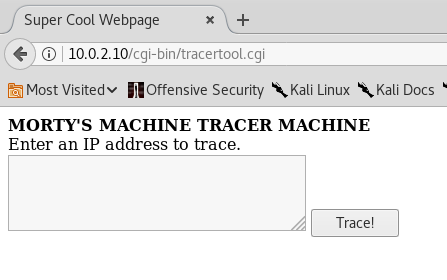 Super Cool Webpage
10.0.2.10/cgi-bin/tracertool.cgi
Most Visited Offensive Security Kali Linux Kali Docs
MORTY'S MACHINE TRACER MACHINE
Enter an IP address to trace.
Trace!